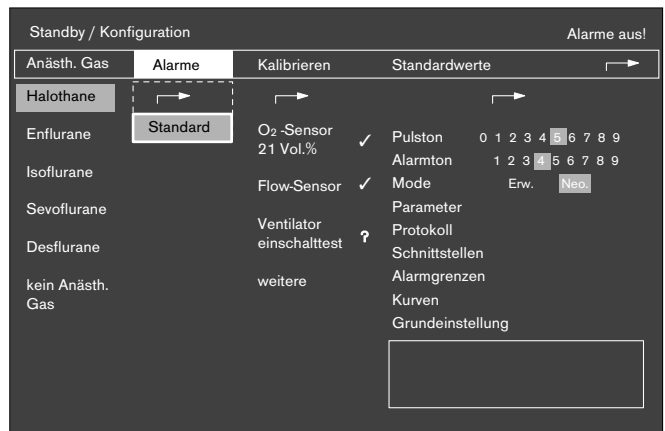 Standby / Konfiguration Alarme aus!
Anästh. Gas Alarme Kalibrieren Standardwerte
Halothane
Enflurane
Isoflurane
Sevoflurane
Desflurane
kein Anästh.
Gas
Standard
O₂ -Sensor
21 Vol.% ✓
Flow-Sensor ✓
Ventilator
einschalttest ?
weitere
Pulston 0 1 2 3 4 5 6 7 8 9
Alarmton 1 2 3 4 5 6 7 8 9
Mode Erw. Neo.
Parameter
Protokoll
Schnittstellen
Alarmgrenzen
Kurven
Grundeinstellung